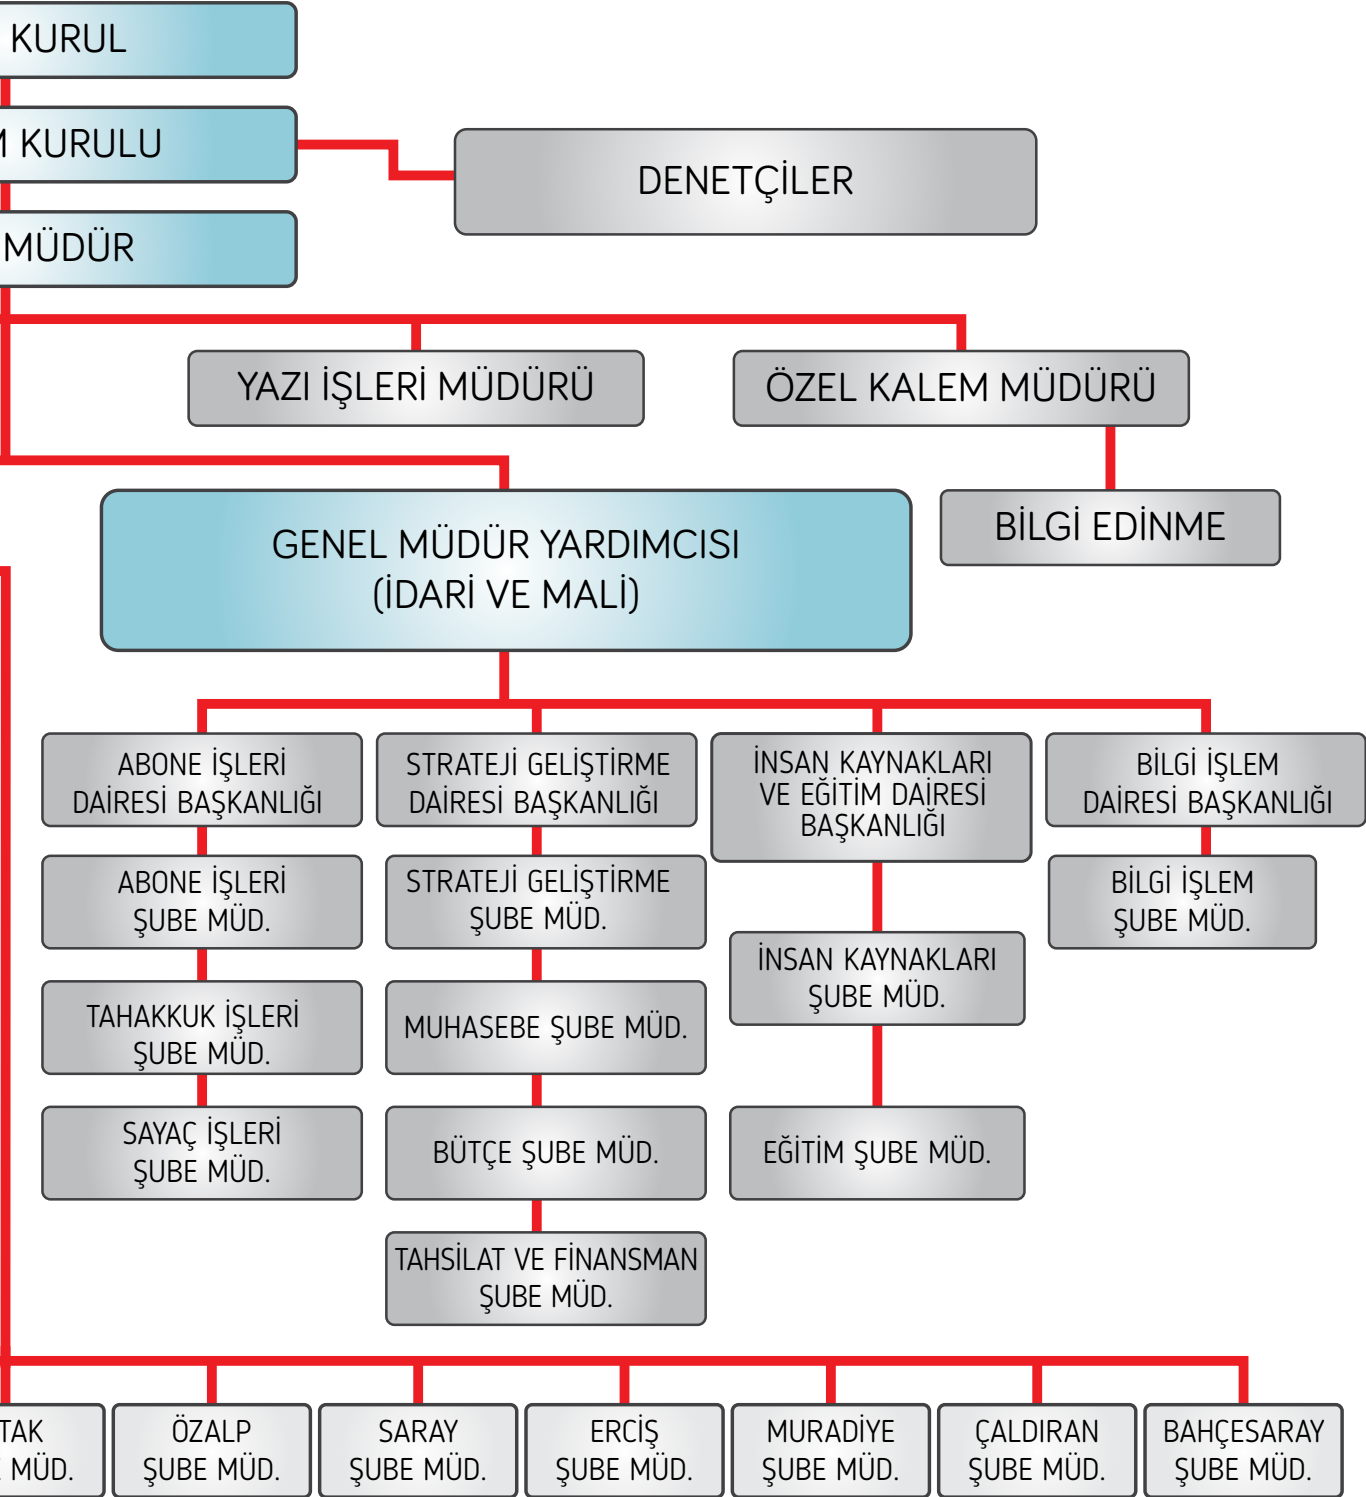 KURUL
KURULU
DENETÇİLER
MÜDÜR
YAZI İŞLERİ MÜDÜRÜ
ÖZEL KALEM MÜDÜRÜ
BİLGİ EDİNME
GENEL MÜDÜR YARDIMCISI
(İDARİ VE MALİ)
ABONE İŞLERİ
DAİRESİ BAŞKANLIĞI
STRATEJİ GELİŞTİRME
DAİRESİ BAŞKANLIĞI
İNSAN KAYNAKLARI
VE EĞİTİM DAİRESİ
BAŞKANLIĞI
BİLGİ İŞLEM
DAİRESİ BAŞKANLIĞI
ABONE İŞLERİ
ŞUBE MÜD.
STRATEJİ GELİŞTİRME
ŞUBE MÜD.
BİLGİ İŞLEM
ŞUBE MÜD.
İNSAN KAYNAKLARI
ŞUBE MÜD.
TAHAKKUK İŞLERİ
ŞUBE MÜD.
MUHASEBE ŞUBE MÜD.
SAYAÇ İŞLERİ
ŞUBE MÜD.
BÜTÇE ŞUBE MÜD.
EĞİTİM ŞUBE MÜD.
TAHSİLAT VE FİNANSMAN
ŞUBE MÜD.
TAK
MÜD.
ÖZALP
ŞUBE MÜD.
SARAY
ŞUBE MÜD.
ERCİŞ
ŞUBE MÜD.
MURADİYE
ŞUBE MÜD.
ÇALDIRAN
ŞUBE MÜD.
BAHÇESARAY
ŞUBE MÜD.